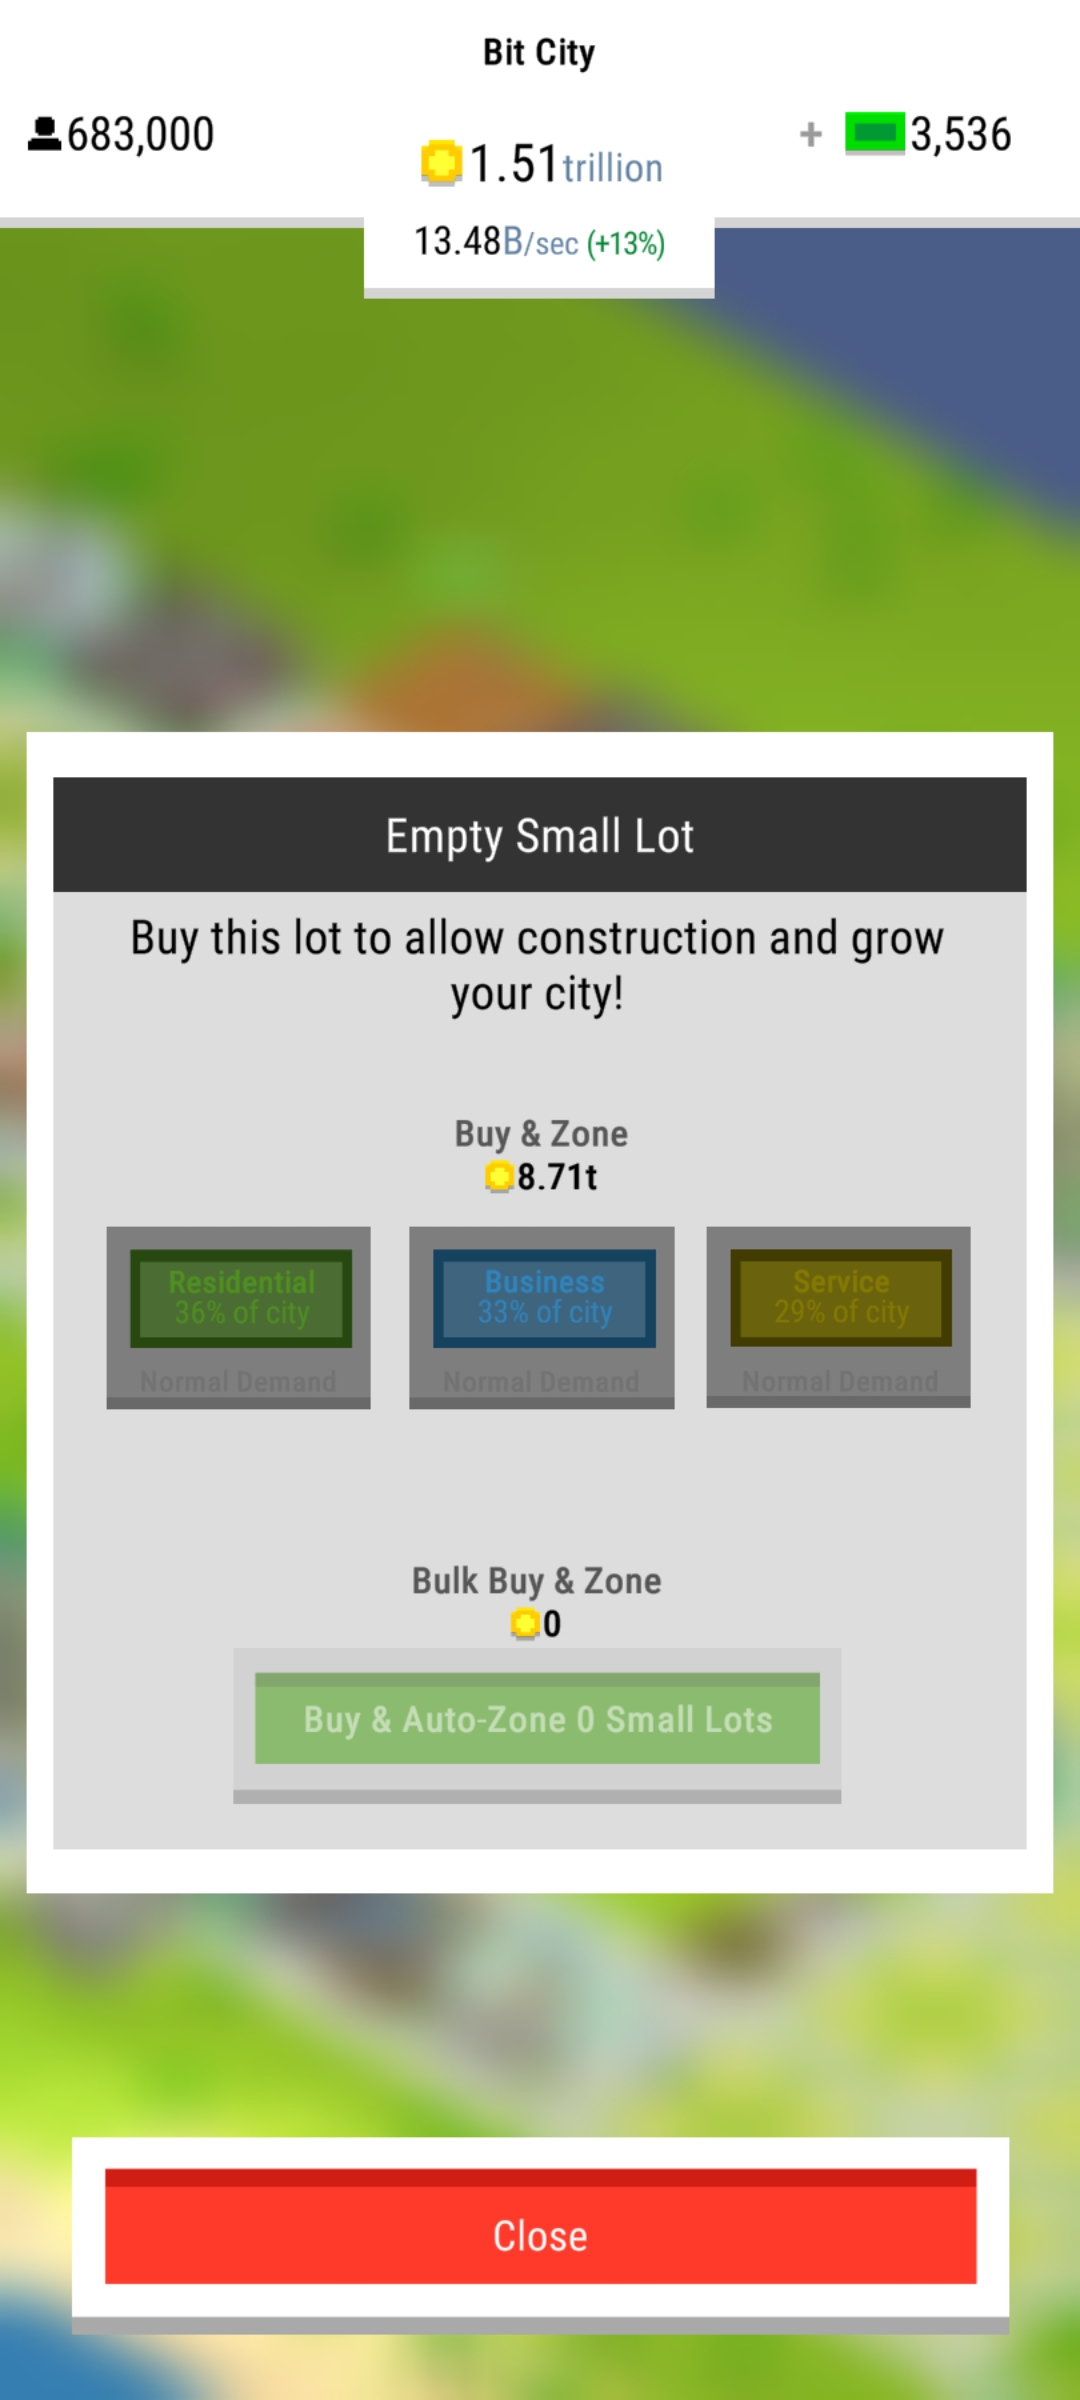 Bit City
683,000
+ 3,536
1.51trillion
13.48B/sec (+13%)
Empty Small Lot
Buy this lot to allow construction and grow
your city!
Buy & Zone
8.71t
Residential
36% of city
Normal Demand
Business
33% of city
Normal Demand
Service
29% of city
Normal Demand
Bulk Buy & Zone
0
Buy & Auto-Zone 0 Small Lots
Close